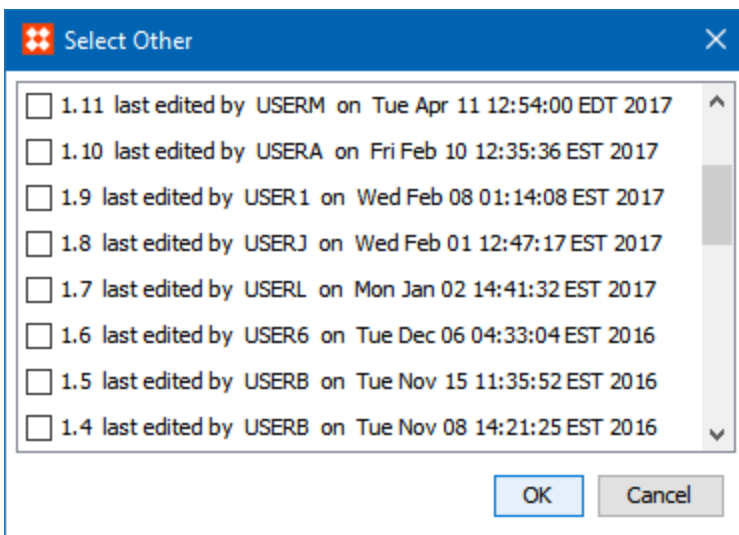 Select Other
1.11 last edited by USERM on Tue Apr 11 12:54:00 EDT 2017
1.10 last edited by USERA on Fri Feb 10 12:35:36 EST 2017
1.9 last edited by USER1 on Wed Feb 08 01:14:08 EST 2017
1.8 last edited by USERJ on Wed Feb 01 12:47:17 EST 2017
1.7 last edited by USERL on Mon Jan 02 14:41:32 EST 2017
1.6 last edited by USER6 on Tue Dec 06 04:33:04 EST 2016
1.5 last edited by USERB on Tue Nov 15 11:35:52 EST 2016
1.4 last edited by USERB on Tue Nov 08 14:21:25 EST 2016
OK Cancel